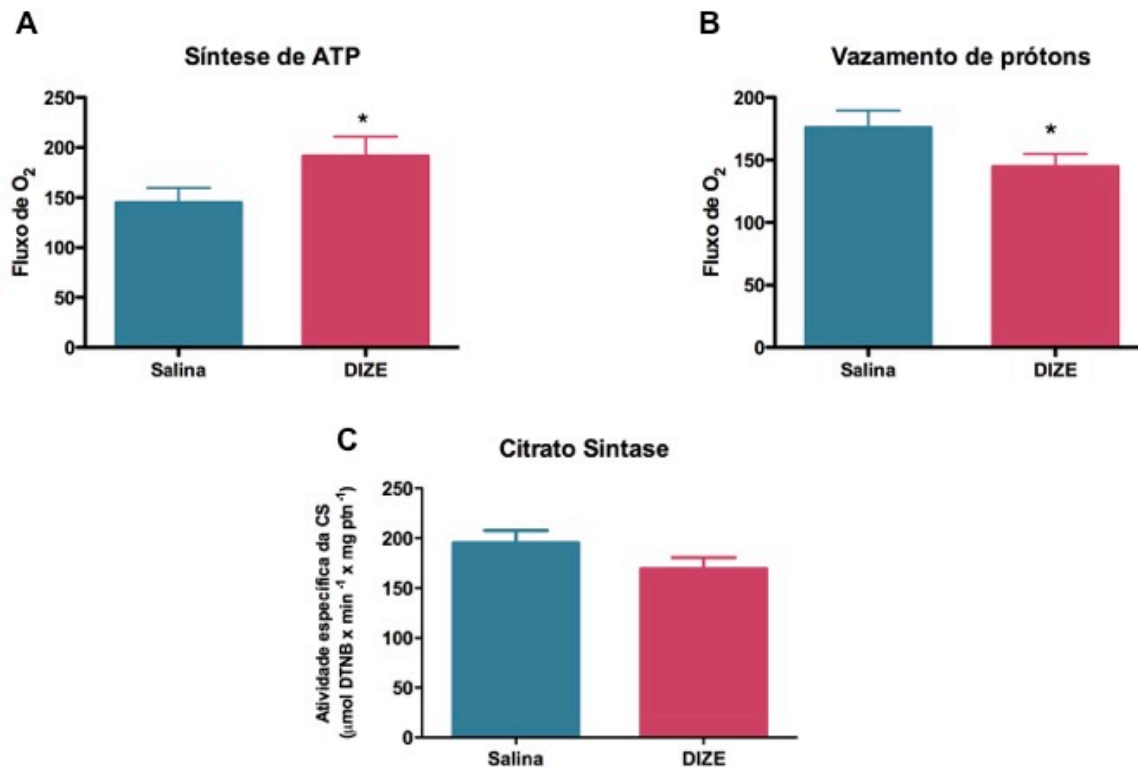 A
Síntese de ATP
Fluxo de O₂
250
200
150
100
50
0
*
Salina
DIZE
B
Vazamento de prótons
Fluxo de O₂
200
150
100
50
0
*
Salina
DIZE
C
Citrato Sintase
Atividade específica da CS
(μmol DTNB x min ⁻¹ x mg ptn ⁻¹)
250
200
150
100
50
0
Salina
DIZE